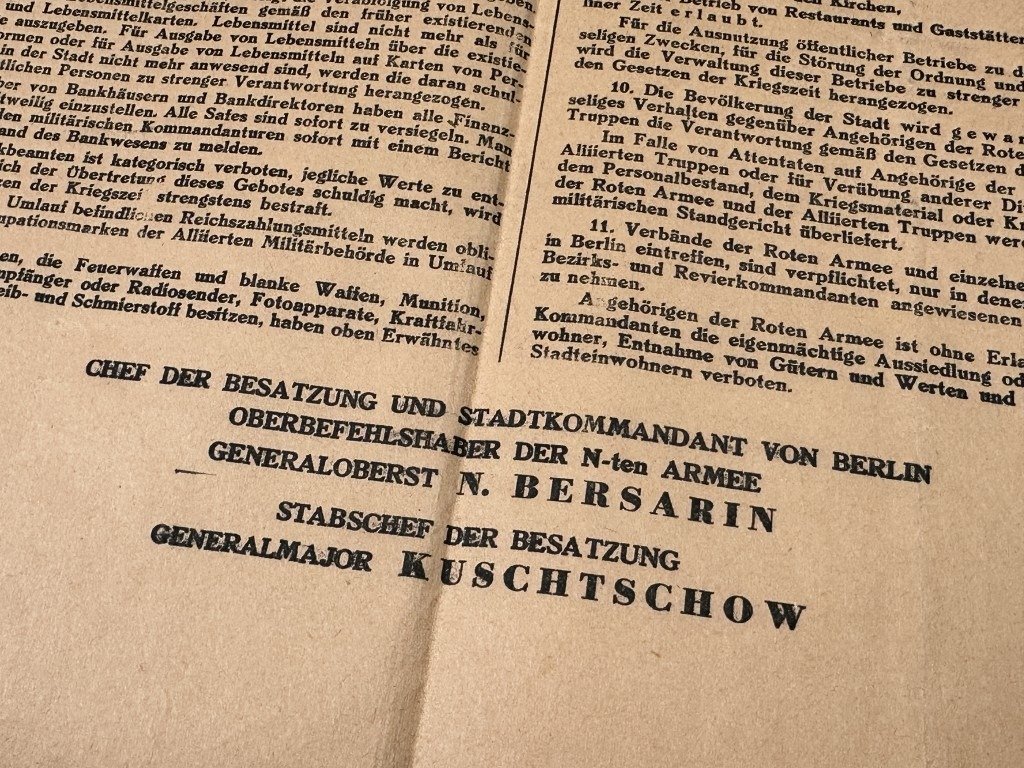 Lebensmittelgeschäften gemäß den früher existierenden
und Lebensmittelkarten. Lebensmittel sind nicht mehr als für
e auszugeben. Für Ausgabe von Lebensmitteln über die existie-
ormen oder für Ausgabe von Lebensmitteln auf Karten von Per-
in der Stadt nicht mehr anwesend sind, werden die daran schul-
tlichen Personen zu strenger Verantwortung herangezogen.
ber von Bankhäusern und Bankdirektoren haben alle Finanz-
tweilig einzustellen. Alle Safes sind sofort zu versiegeln. Man
den militärischen Kommandanturen sofort mit einem Bericht
and des Bankwesens zu melden.
kbeamten ist kategorisch verboten, jegliche Werte zu ent-
ich der Übertretung dieses Gebotes schuldig macht, wird
zen der Kriegszeit strengstens bestraft.
Umlauf befindlichen Reichszahlungsmitteln werden obli-
upationsmarken der Alliierten Militärbehörde in Umlauf
en, die Feuerwaffen und blanke Waffen, Munition,
mpfänger oder Radiosender, Fotoapparate, Kraftfahr-
eib- und Schmierstoff besitzen, haben oben Erwähntes
Kirchen,
Betrieb von Restaurants und Gaststätten
iner Zeit erlaubt.
Für die Ausnutzung öffentlicher Betriebe zu
seligen Zwecken, für die Störung der Ordnung und
wird die Verwaltung dieser Betriebe zu strenger
den Gesetzen der Kriegszeit herangezogen.
10. Die Bevölkerung der Stadt wird gewar
seliges Verhalten gegenüber Angehörigen der Roten
Truppen die Verantwortung gemäß den Gesetzen
Im Falle von Attentaten auf Angehörige der
Alliierten Truppen oder für Verübung anderer Di
dem Personalbestand, dem Kriegsmaterial oder Kr
der Roten Armee und der Alliierten Truppen werd
militärischen Standgericht überliefert.
11. Verbände der Roten Armee und einzelne
in Berlin eintreffen, sind verpflichtet, nur in denen
Bezirks- und Revierkommandanten angewiesenen
zu nehmen.
Angehörigen der Roten Armee ist ohne Erla
Kommandanten die eigenmächtige Aussiedlung od
wohner, Entnahme von Gütern und Werten und
Stadteinwohnern verboten.
CHEF DER BESATZUNG UND STADTKOMMANDANT VON BERLIN
OBERBEFEHLSHABER DER N-ten ARMEE
GENERALOBERST N. BERSARIN
STABSCHEF DER BESATZUNG
GENERALMAJOR KUSCHTSCHOW